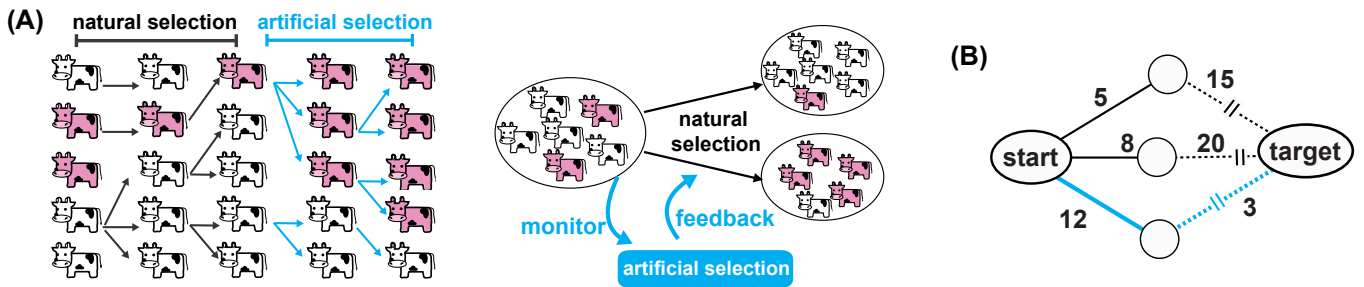 (A)
natural selection
artificial selection
natural
selection
monitor
feedback
artificial selection
(B)
5
15
start
8
20
target
12
3